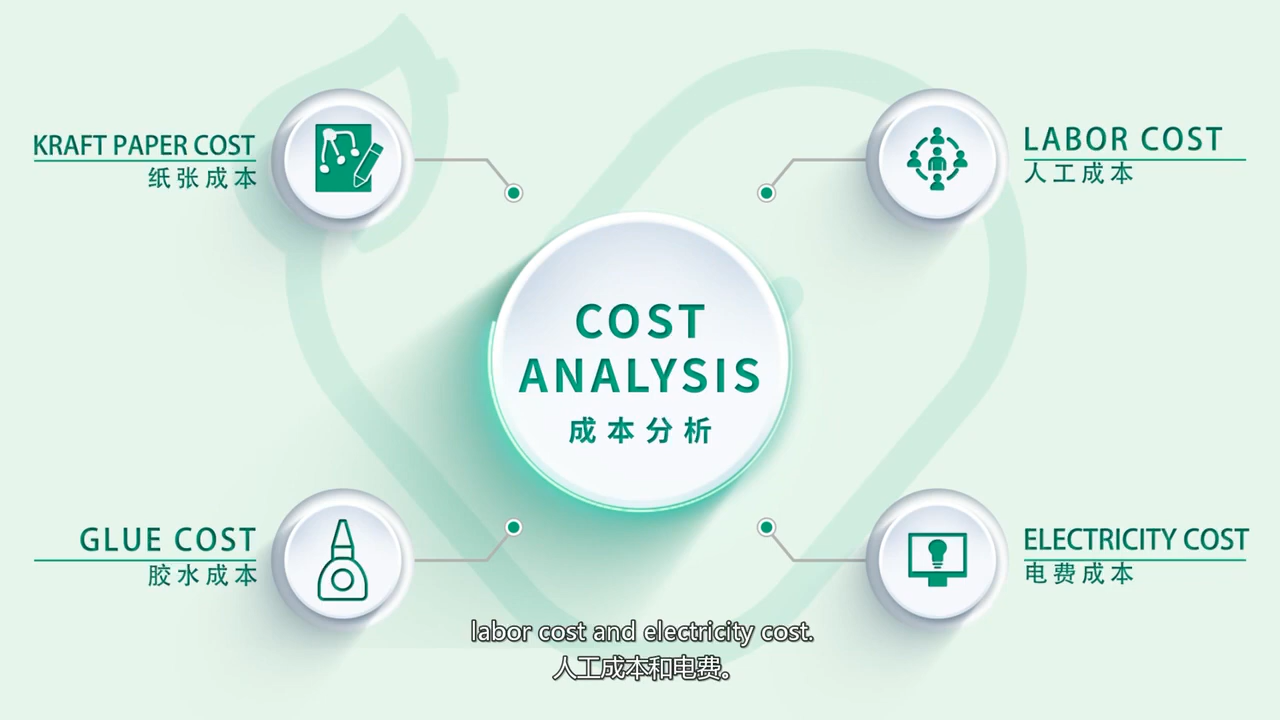 KRAFT PAPER COST
纸张成本
LABOR COST
人工成本
COST
ANALYSIS
成本分析
GLUE COST
胶水成本
ELECTRICITY COST
电费成本
labor cost and electricity cost.
人工成本和电费。